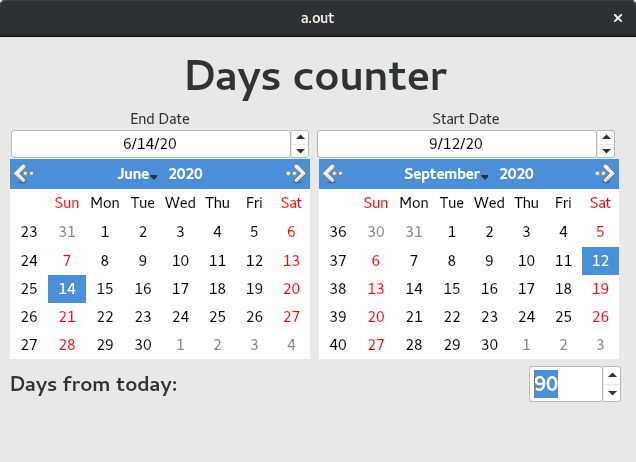 a.out
Days counter
End Date Start Date
6/14/20 9/12/20
June 2020 September 2020
Sun Mon Tue Wed Thu Fri Sat Sun Mon Tue Wed Thu Fri Sat
23 31 1 2 3 4 5 6 36 30 31 1 2 3 4 5
24 7 8 9 10 11 12 13 37 6 7 8 9 10 11 12
25 14 15 16 17 18 19 20 38 13 14 15 16 17 18 19
26 21 22 23 24 25 26 27 39 20 21 22 23 24 25 26
27 28 29 30 1 2 3 4 40 27 28 29 30 1 2 3
Days from today: 90